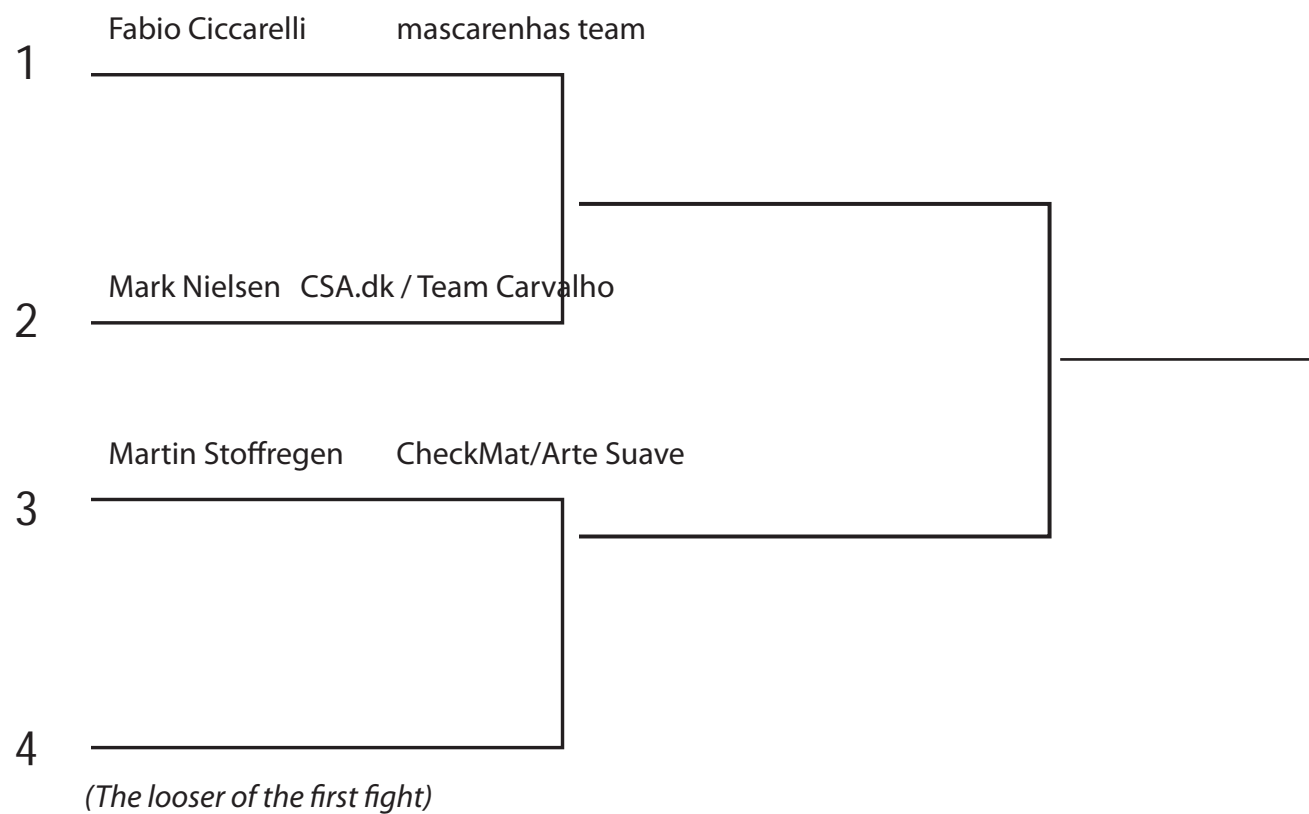 Fabio Ciccarelli mascarenhas team
1
Mark Nielsen CSA.dk / Team Carvalho
2
Martin Stoffregen CheckMat/Arte Suave
3
4
(The looser of the first fight)